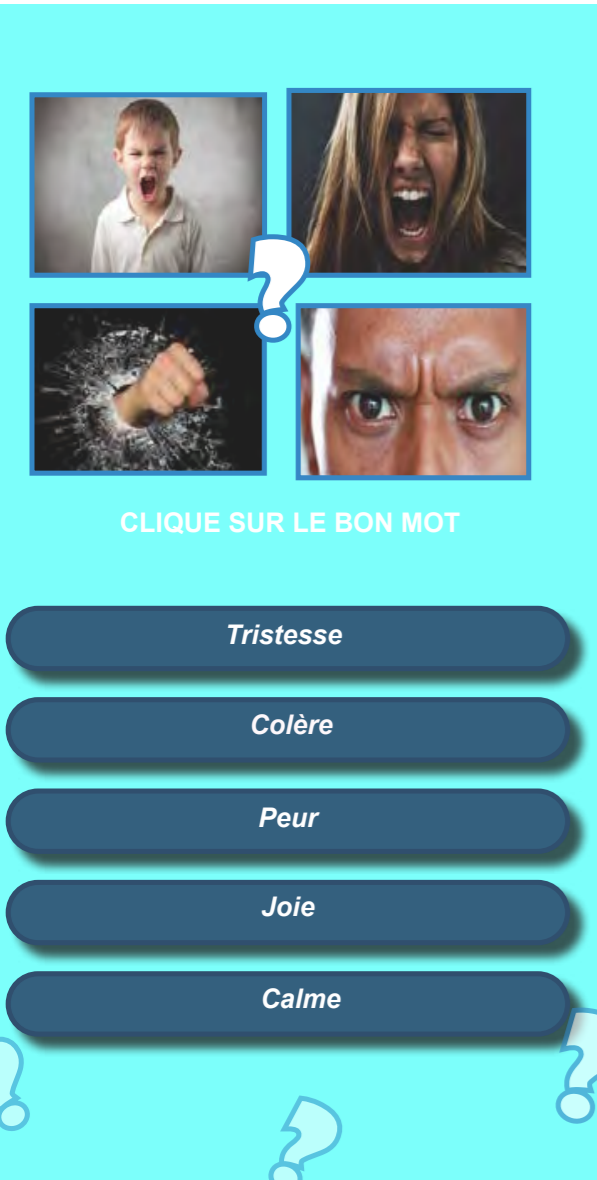 ?
CLIQUE SUR LE BON MOT
Tristesse
Colère
Peur
Joie
Calme
?
?
?